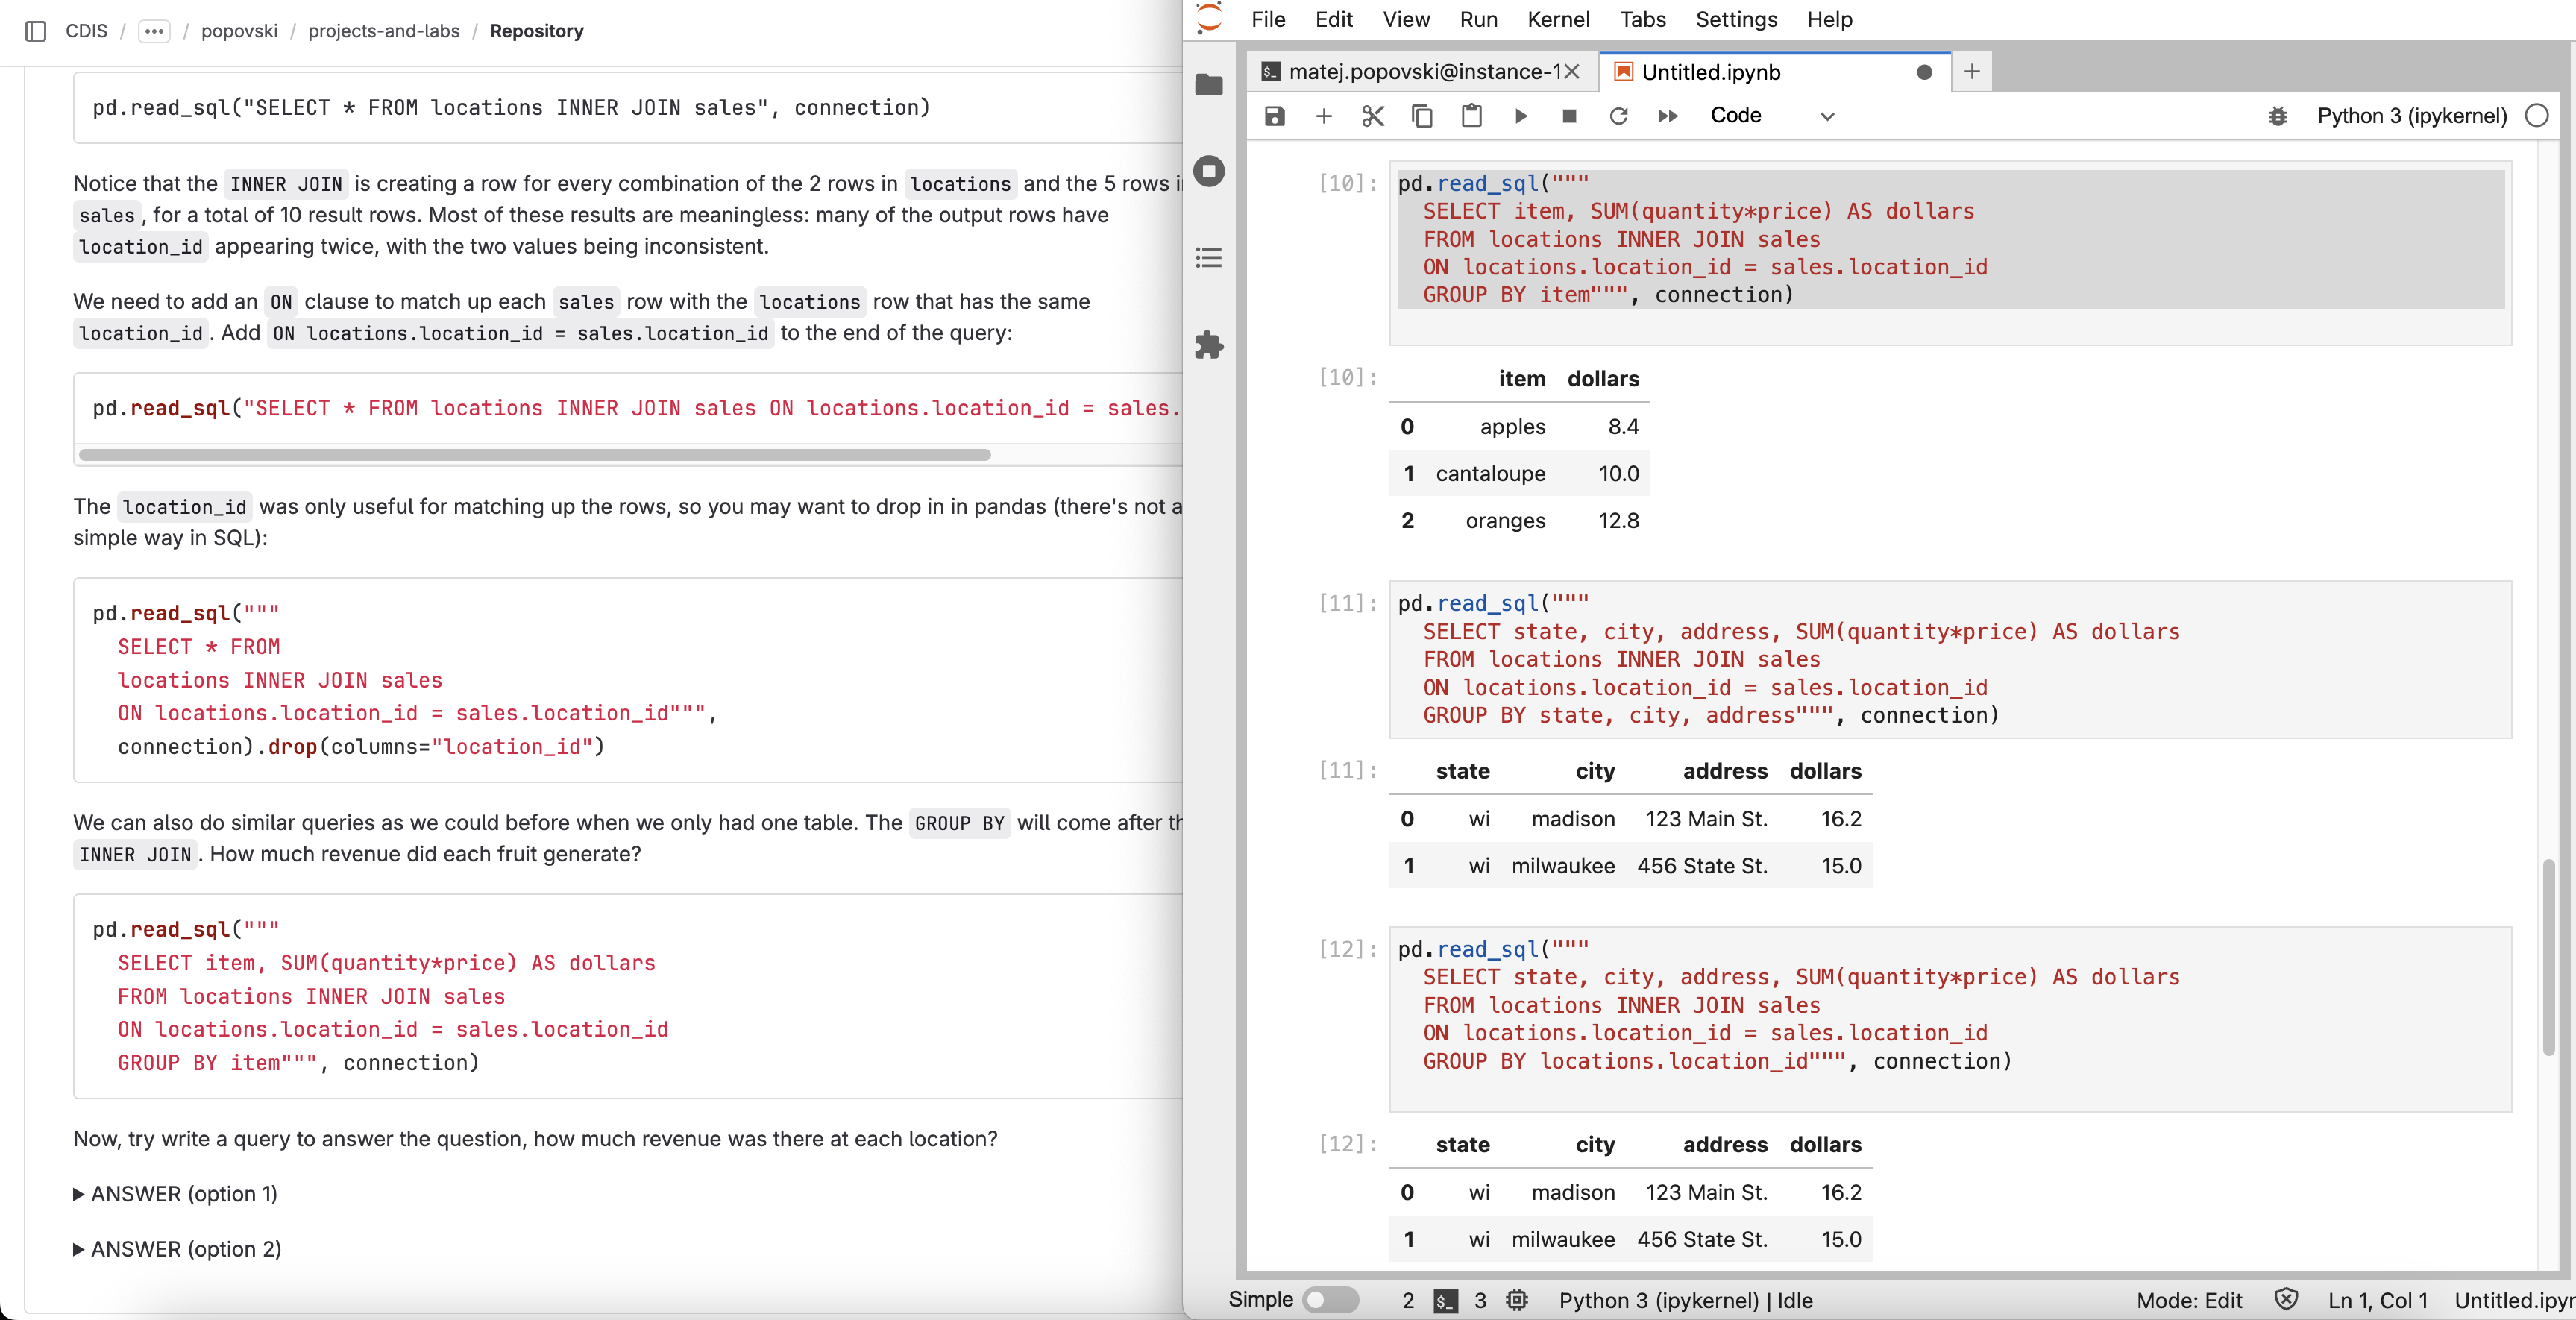 CDIS / ••• / popovski / projects-and-labs / Repository
pd.read_sql("SELECT * FROM locations INNER JOIN sales", connection)
Notice that the INNER JOIN is creating a row for every combination of the 2 rows in locations and the 5 rows i
sales , for a total of 10 result rows. Most of these results are meaningless: many of the output rows have
location_id appearing twice, with the two values being inconsistent.
We need to add an ON clause to match up each sales row with the locations row that has the same
location_id . Add ON locations.location_id = sales.location_id to the end of the query:
pd.read_sql("SELECT * FROM locations INNER JOIN sales ON locations.location_id = sales.
The location_id was only useful for matching up the rows, so you may want to drop in in pandas (there's not a
simple way in SQL):
pd.read_sql("""
SELECT * FROM
locations INNER JOIN sales
ON locations.location_id = sales.location_id""",
connection).drop(columns="location_id")
We can also do similar queries as we could before when we only had one table. The GROUP BY will come after th
INNER JOIN . How much revenue did each fruit generate?
pd.read_sql("""
SELECT item, SUM(quantity*price) AS dollars
FROM locations INNER JOIN sales
ON locations.location_id = sales.location_id
GROUP BY item""", connection)
Now, try write a query to answer the question, how much revenue was there at each location?
▶ ANSWER (option 1)
▶ ANSWER (option 2)
File Edit View Run Kernel Tabs Settings Help
matej.popovski@instance-1 Untitled.ipynb
Code Python 3 (ipykernel)
[10]: pd.read_sql("""
SELECT item, SUM(quantity*price) AS dollars
FROM locations INNER JOIN sales
ON locations.location_id = sales.location_id
GROUP BY item""", connection)
[10]: item dollars
0 apples 8.4
1 cantaloupe 10.0
2 oranges 12.8
[11]: pd.read_sql("""
SELECT state, city, address, SUM(quantity*price) AS dollars
FROM locations INNER JOIN sales
ON locations.location_id = sales.location_id
GROUP BY state, city, address""", connection)
[11]: state city address dollars
0 wi madison 123 Main St. 16.2
1 wi milwaukee 456 State St. 15.0
[12]: pd.read_sql("""
SELECT state, city, address, SUM(quantity*price) AS dollars
FROM locations INNER JOIN sales
ON locations.location_id = sales.location_id
GROUP BY locations.location_id""", connection)
[12]: state city address dollars
0 wi madison 123 Main St. 16.2
1 wi milwaukee 456 State St. 15.0
Simple 2 $_ 3 Python 3 (ipykernel) | Idle Mode: Edit Ln 1, Col 1 Untitled.ipyn